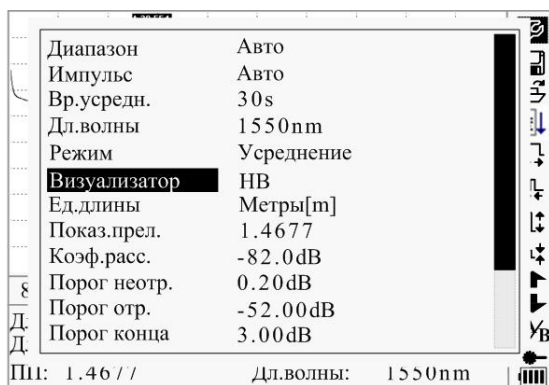 Диапазон Авто
Импульс Авто
Вр.усредн. 30s
Дл.волны 1550nm
Режим Усреднение
Визуализатор НВ
Ед.длины Метры[m]
Показ.прел. 1.4677
Коэф.расс. -82.0dB
Порог неотр. 0.20dB
Порог отр. -52.00dB
Порог конца 3.00dB
ПП: 1.4677 Дл.волны: 1550nm